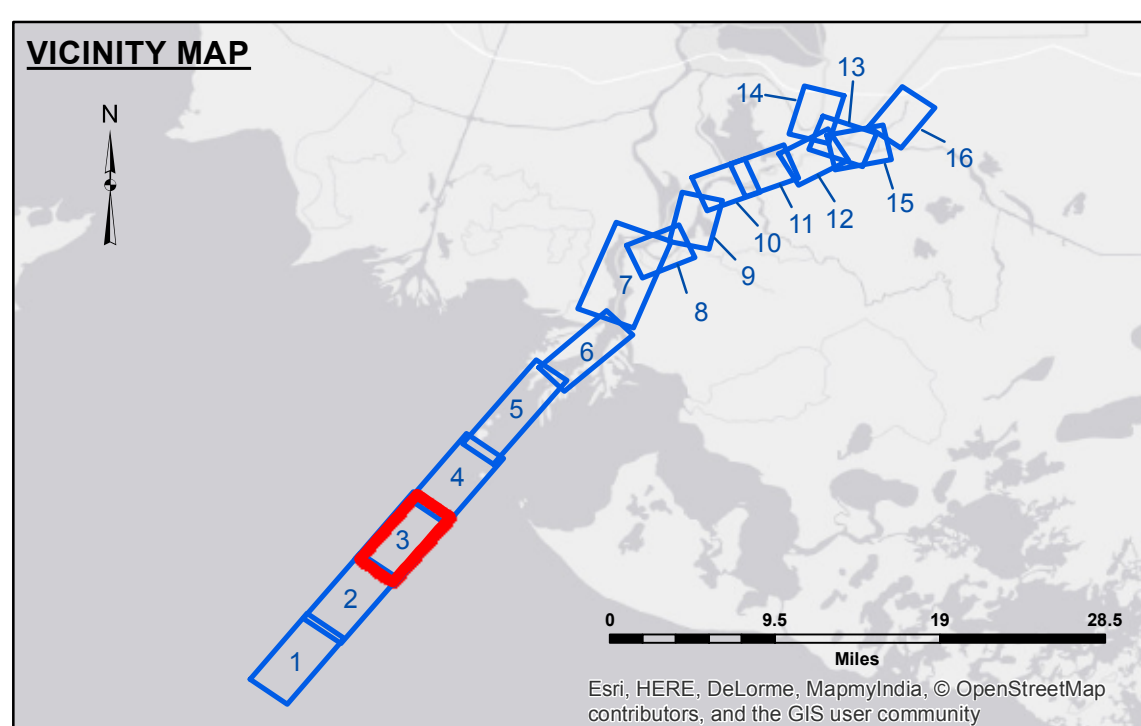 VICINITY MAP
N
13
14
16
15
12
11
10
9
7
8
6
5
4
3
2
1
0 9.5 19 28.5
Miles
Esri, HERE, DeLorme, MapmyIndia, © OpenStreetMap
contributors, and the GIS user community